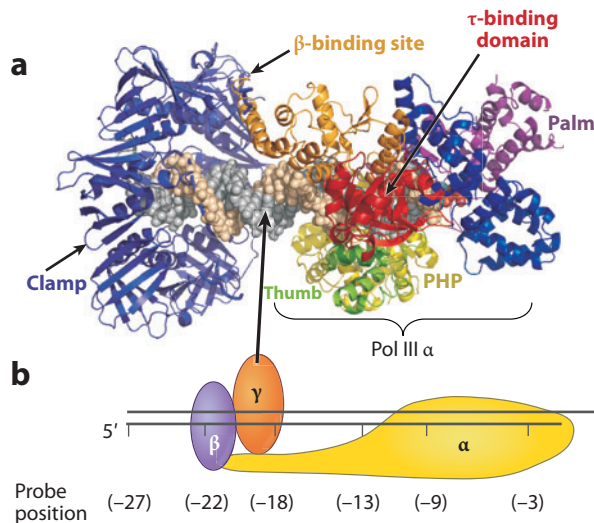 a
β-binding site
τ-binding
domain
Palm
Clamp
Thumb
PHP
Pol III α
b
γ
5′
β
α
Probe
position
(–27) (–22) (–18) (–13) (–9) (–3)